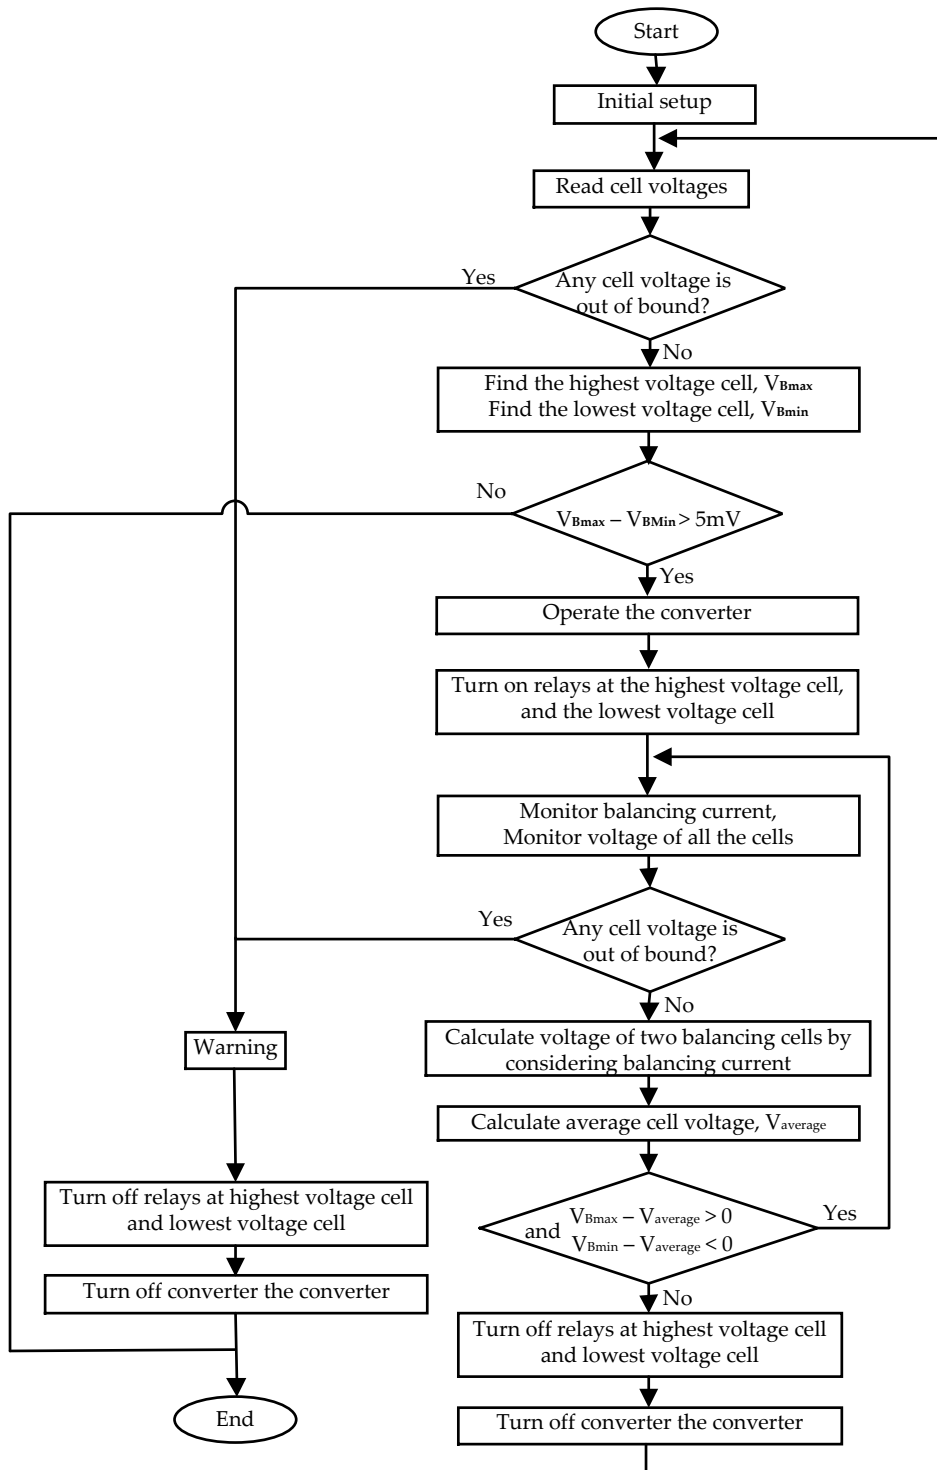 Start
Initial setup
Read cell voltages
Yes
Any cell voltage is
out of bound?
No
Find the highest voltage cell, VBmax
Find the lowest voltage cell, VBmin
No
VBmax – VBMin > 5mV
Yes
Operate the converter
Turn on relays at the highest voltage cell,
and the lowest voltage cell
Monitor balancing current,
Monitor voltage of all the cells
Yes
Any cell voltage is
out of bound?
No
Warning
Calculate voltage of two balancing cells by
considering balancing current
Calculate average cell voltage, Vaverage
Turn off relays at highest voltage cell
and lowest voltage cell
and
VBmax – Vaverage > 0
VBmin – Vaverage < 0
Yes
Turn off converter the converter
No
Turn off relays at highest voltage cell
and lowest voltage cell
End
Turn off converter the converter